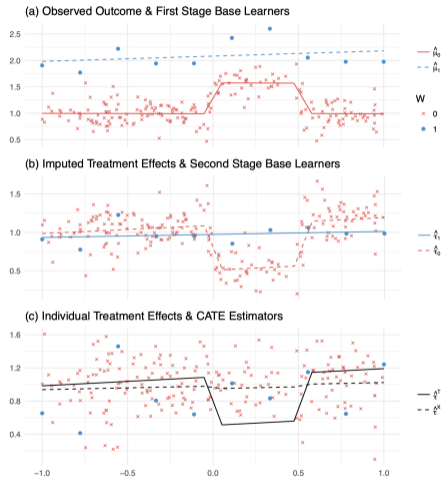 (a) Observed Outcome & First Stage Base Learners
2.5
2.0
1.5
1.0
0.5
μ̂₀
μ̂₁
W
0
1
(b) Imputed Treatment Effects & Second Stage Base Learners
1.5
1.0
0.5
τ̂₁
τ̂₀
(c) Individual Treatment Effects & CATE Estimators
1.6
1.2
0.8
0.4
τ̂ᵀ
τ̂ˣ
-1.0 -0.5 0.0 0.5 1.0